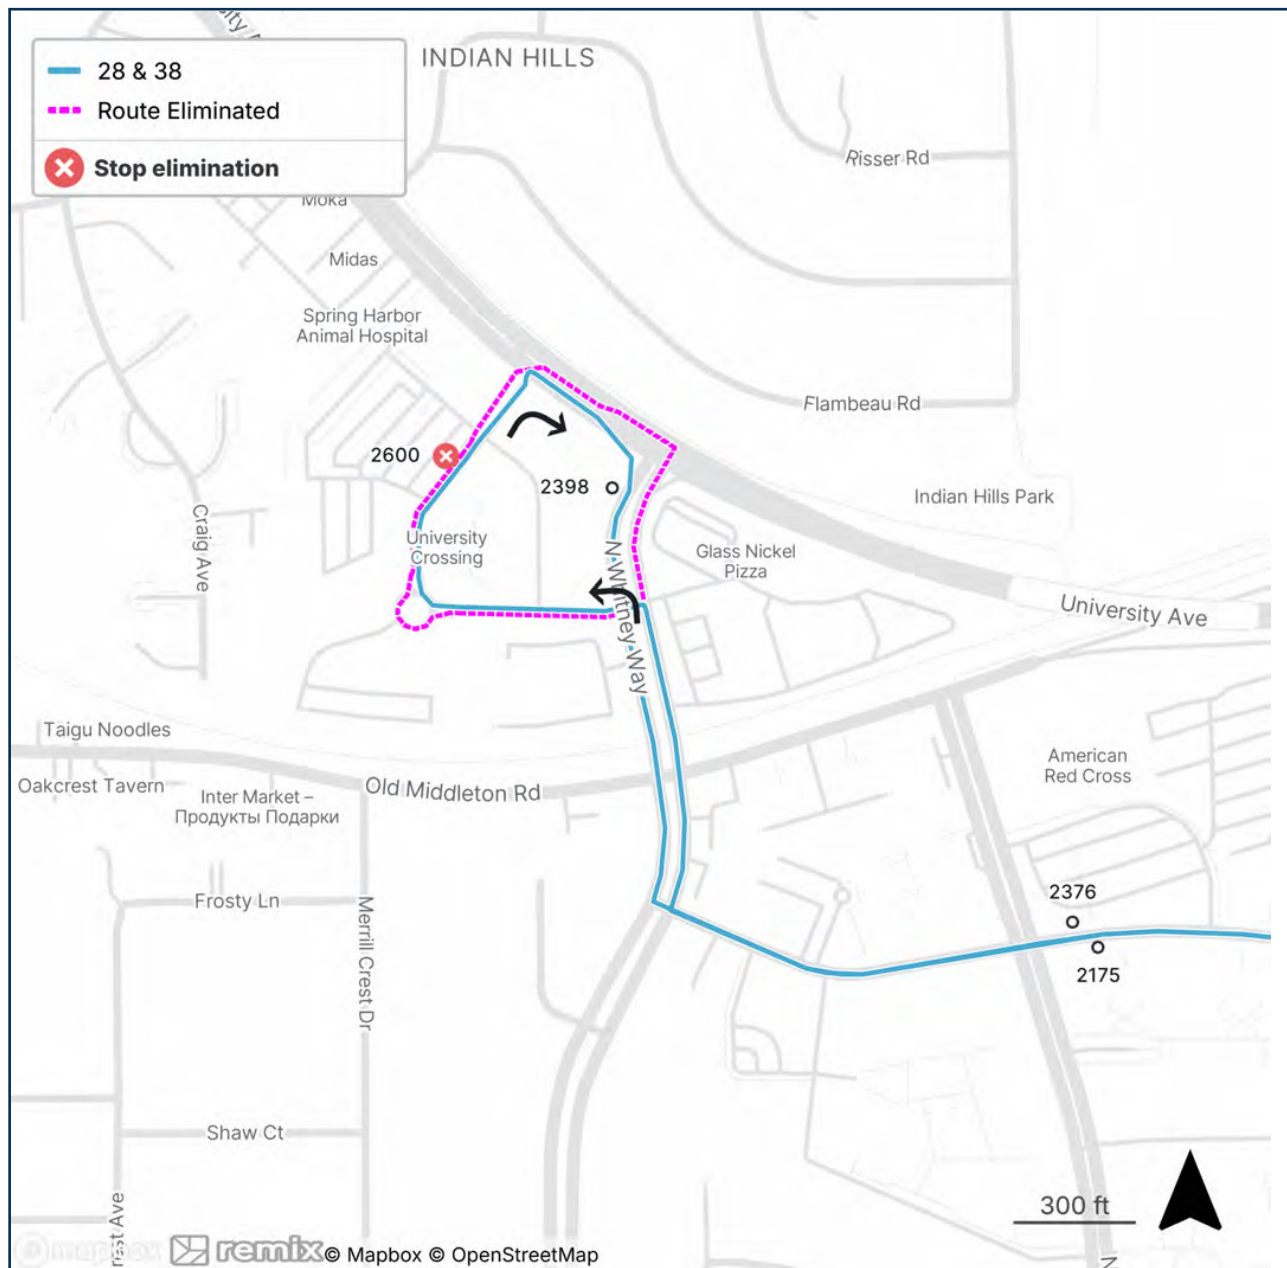 28 & 38
Route Eliminated
Stop elimination
INDIAN HILLS
Risser Rd
Moka
Midas
Spring Harbor
Animal Hospital
Flambeau Rd
2600
2398
Indian Hills Park
Craig Ave
University
Crossing
Glass Nickel
Pizza
N Whitney Way
University Ave
Taigu Noodles
Oakcrest Tavern
Old Middleton Rd
American
Red Cross
Inter Market –
Продукты Подарки
2376
Frosty Ln
Merrill Crest Dr
2175
Shaw Ct
300 ft
mapbox
remix
© Mapbox © OpenStreetMap